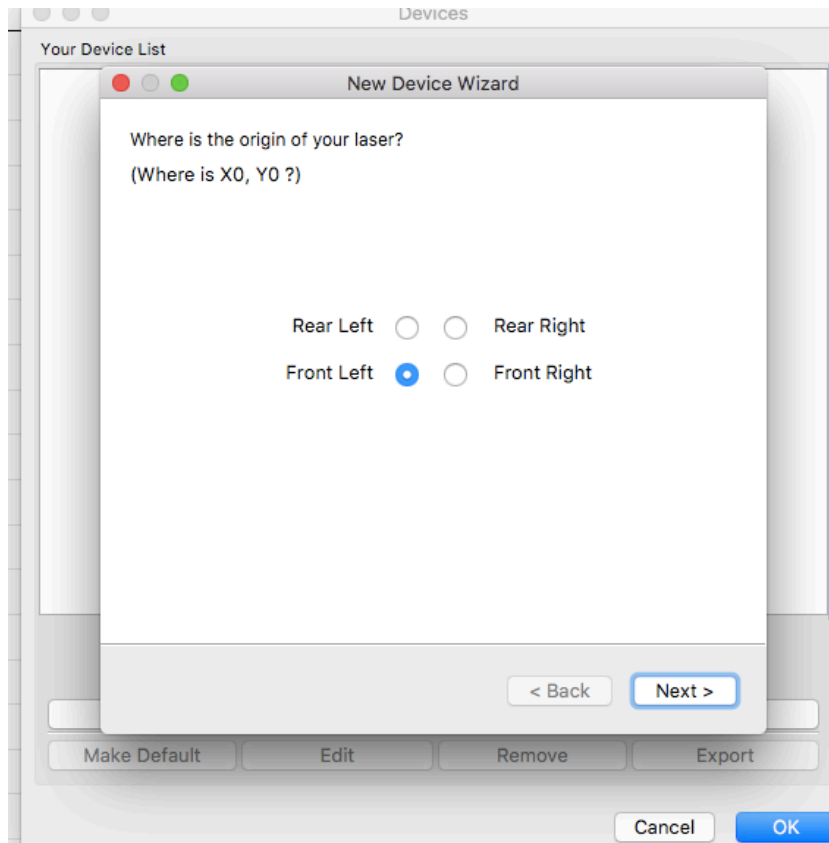 Devices
Your Device List
New Device Wizard
Where is the origin of your laser?
(Where is X0, Y0 ?)
Rear Left Rear Right
Front Left Front Right
< Back Next >
Make Default Edit Remove Export
Cancel OK